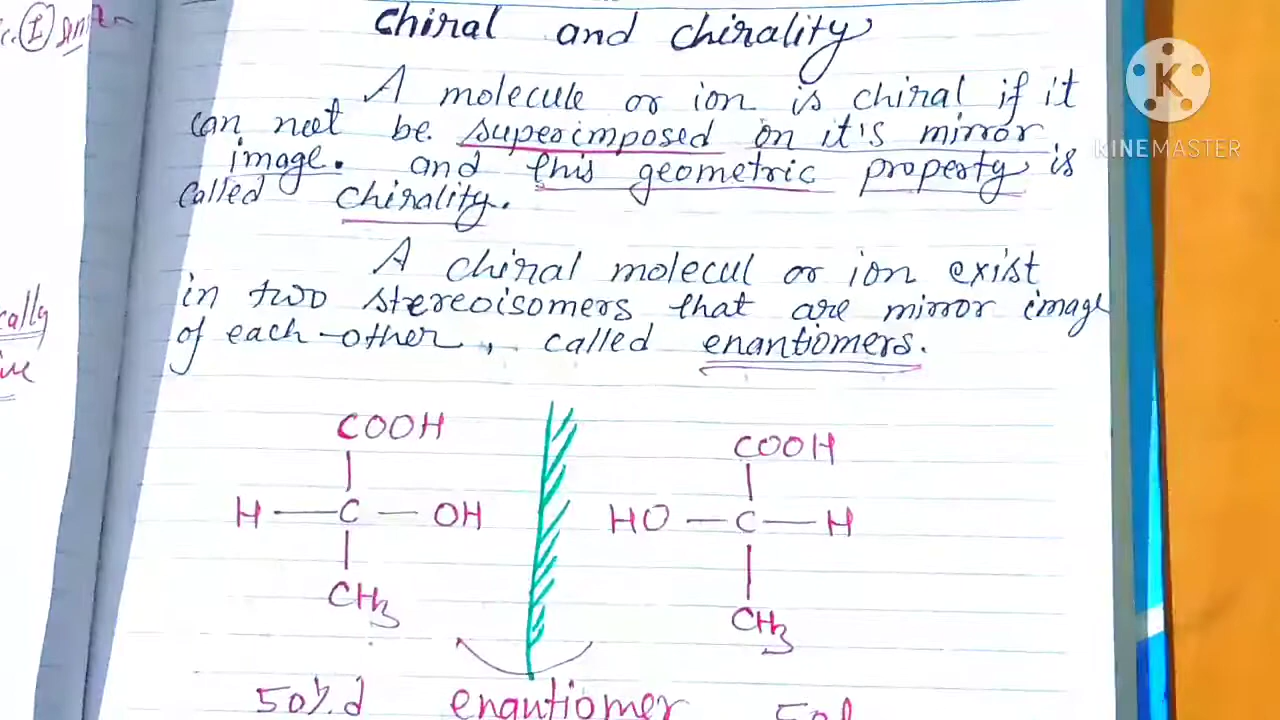 chiral and chirality
A molecule or ion is chiral if it
can not be superimposed on it's mirror
image. and this geometric property is
called chirality.
A chiral molecul or ion exist
in two stereoisomers that are mirror image
of each-other, called enantiomers.
COOH
H — C — OH
CH3
COOH
HO — C — H
CH3
50% d enantiomer
K
KINEMASTER
cally